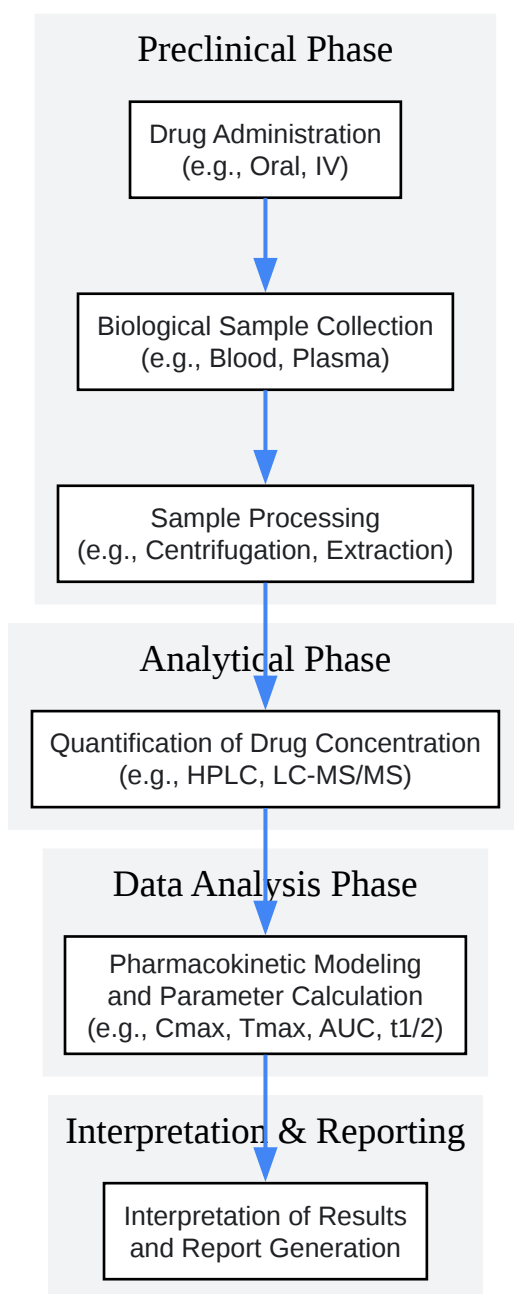 Preclinical Phase
Drug Administration
(e.g., Oral, IV)
Biological Sample Collection
(e.g., Blood, Plasma)
Sample Processing
(e.g., Centrifugation, Extraction)
Analytical Phase
Quantification of Drug Concentration
(e.g., HPLC, LC-MS/MS)
Data Analysis Phase
Pharmacokinetic Modeling
and Parameter Calculation
(e.g., Cmax, Tmax, AUC, t1/2)
Interpretation & Reporting
Interpretation of Results
and Report Generation